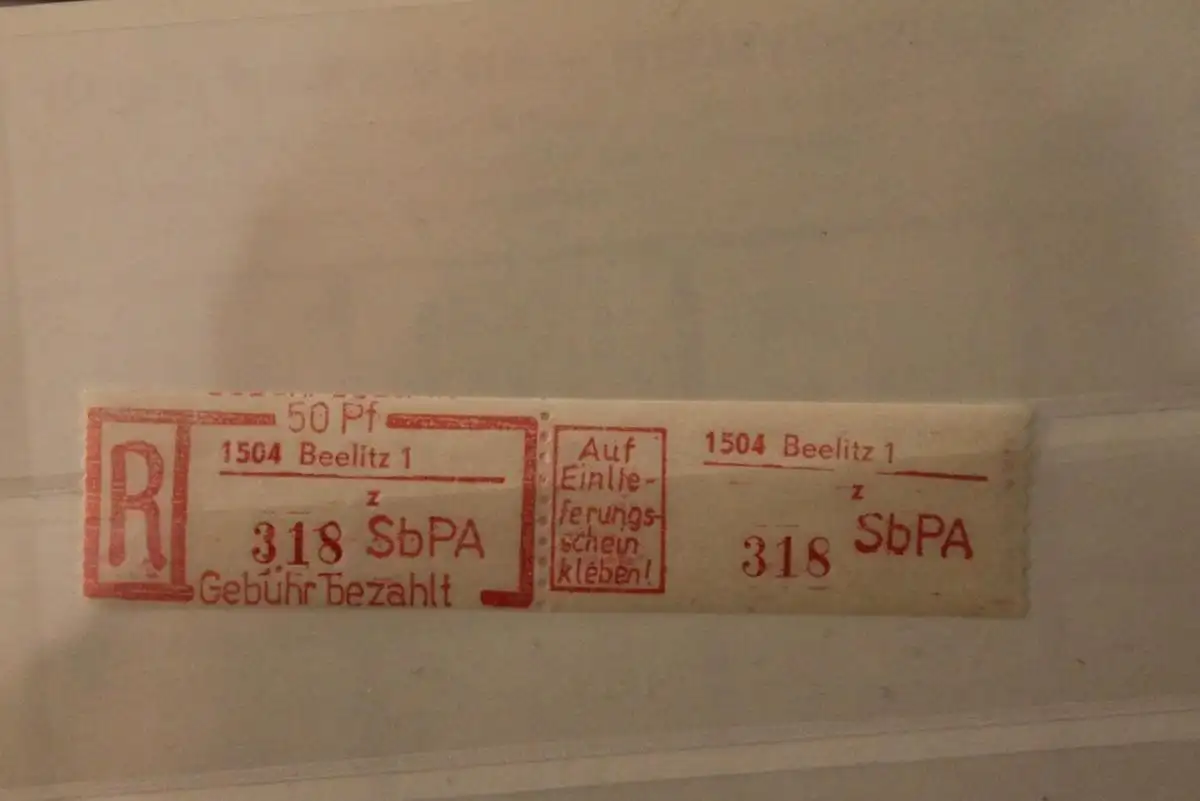 50 Pf
R
1504 Beelitz 1
z
318 SbPA
Gebühr bezahlt
Auf
Einlie-
ferungs-
schein
kleben!
1504 Beelitz 1
z
318 SbPA